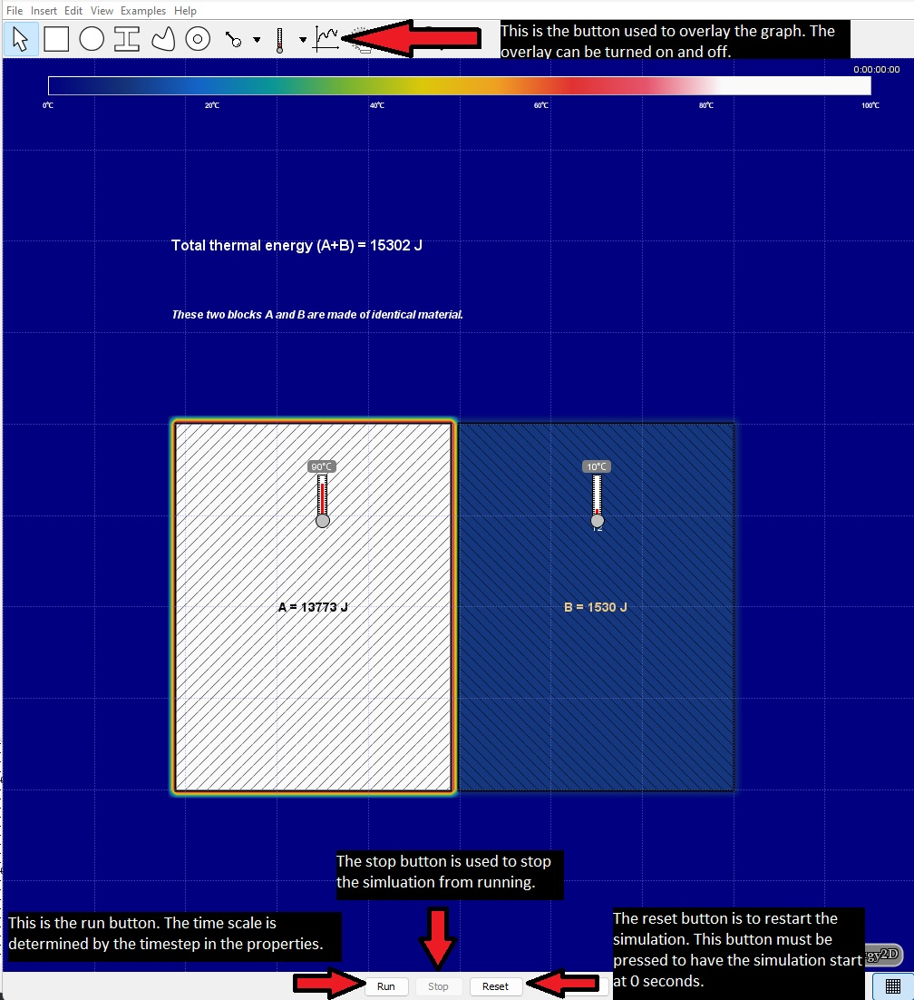 File Insert Edit View Examples Help
This is the button used to overlay the graph. The
overlay can be turned on and off.
0:00:00:00
0°C 20°C 40°C 60°C 80°C 100°C
Total thermal energy (A+B) = 15302 J
These two blocks A and B are made of identical material.
90°C 10°C
A = 13773 J B = 1530 J
The stop button is used to stop
the simluation from running.
This is the run button. The time scale is
determined by the timestep in the properties.
The reset button is to restart the
simulation. This button must be
pressed to have the simulation start
at 0 seconds.
Run Stop Reset